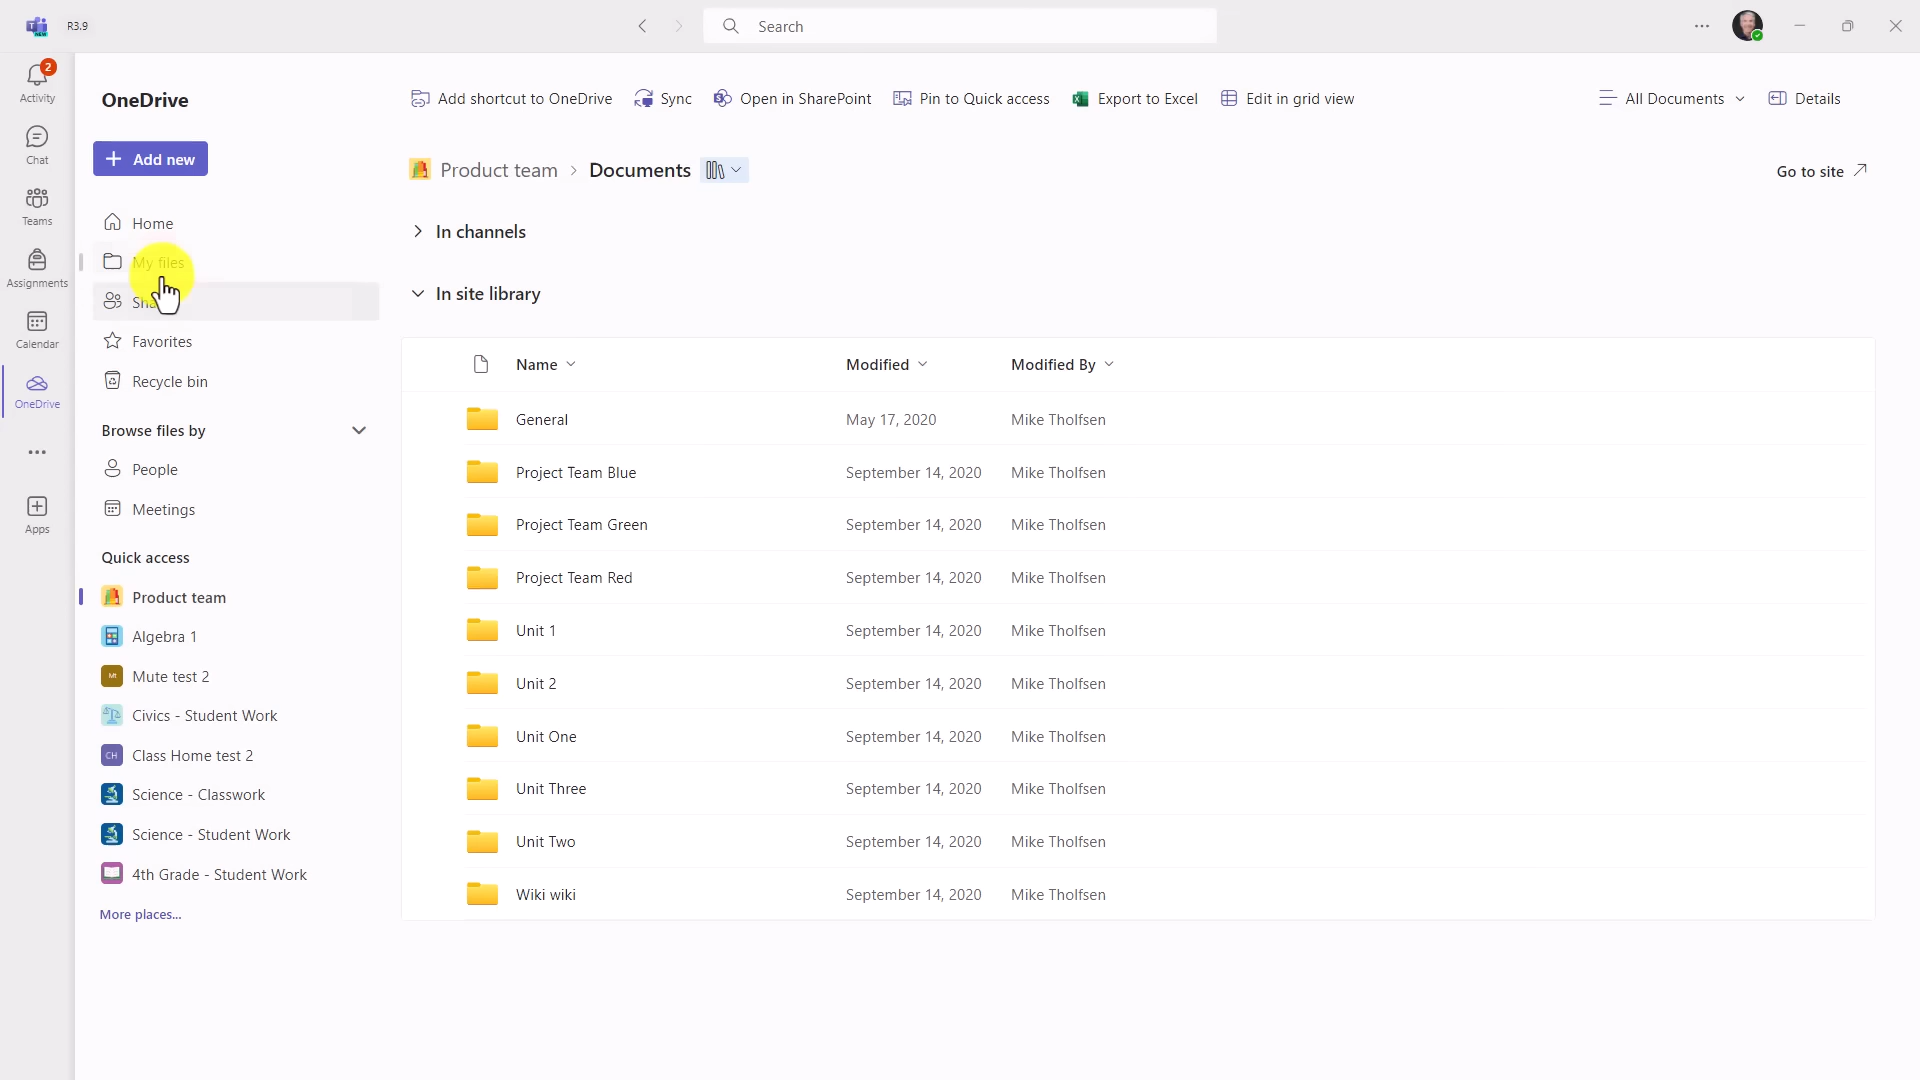 R3.9
Search
2
Activity
Chat
Teams
Assignments
Calendar
OneDrive
Apps
OneDrive
Add new
Home
My files
Favorites
Recycle bin
Browse files by
People
Meetings
Quick access
Product team
Algebra 1
Mt Mute test 2
Civics - Student Work
CH Class Home test 2
Science - Classwork
Science - Student Work
4th Grade - Student Work
More places...
Add shortcut to OneDrive Sync Open in SharePoint Pin to Quick access Export to Excel Edit in grid view All Documents Details
Product team > Documents Go to site
In channels
In site library
Name Modified Modified By
General May 17, 2020 Mike Tholfsen
Project Team Blue September 14, 2020 Mike Tholfsen
Project Team Green September 14, 2020 Mike Tholfsen
Project Team Red September 14, 2020 Mike Tholfsen
Unit 1 September 14, 2020 Mike Tholfsen
Unit 2 September 14, 2020 Mike Tholfsen
Unit One September 14, 2020 Mike Tholfsen
Unit Three September 14, 2020 Mike Tholfsen
Unit Two September 14, 2020 Mike Tholfsen
Wiki wiki September 14, 2020 Mike Tholfsen